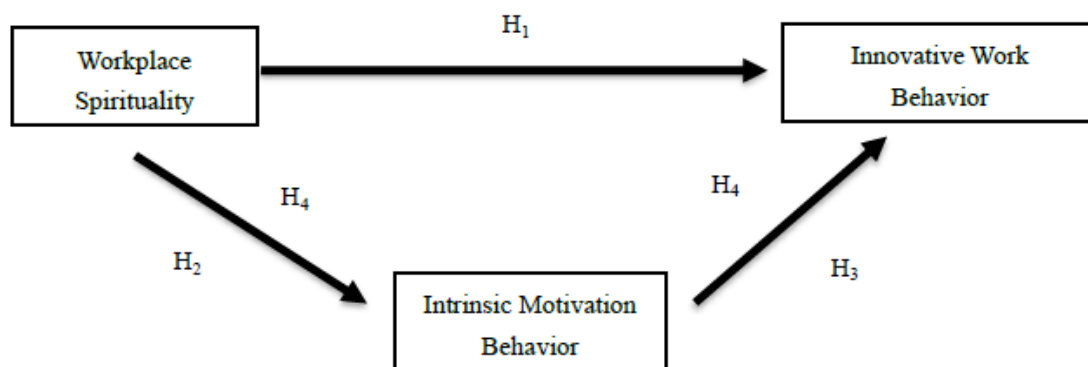 H₁
Workplace
Spirituality
Innovative Work
Behavior
H₄
H₄
H₂
H₃
Intrinsic Motivation
Behavior